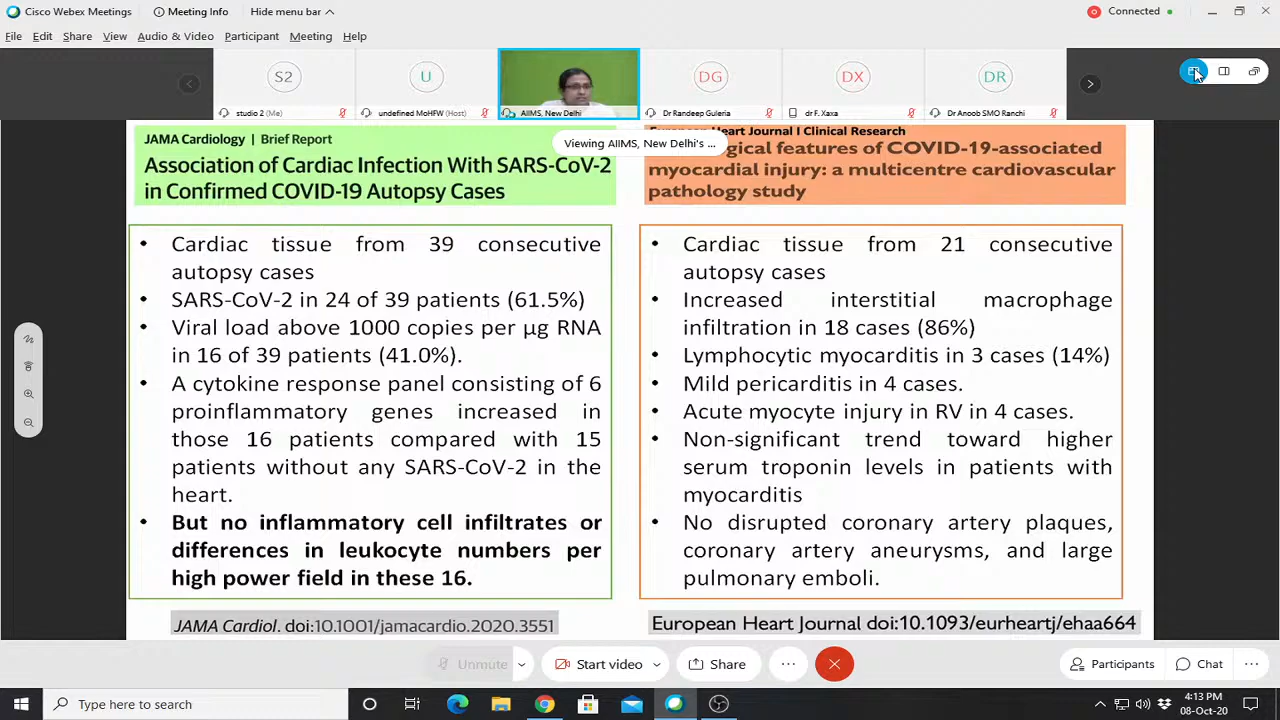 Cisco Webex Meetings
Meeting Info
Hide menu bar
Connected
File Edit Share View Audio & Video Participant Meeting Help
S2
U
DG
DX
DR
studio 2 (Me)
undefined MoHFW (Host)
AIIMS, New Delhi
Dr Randeep Guleria
dr F. Xaxa
Dr Anoob SMO Ranchi
Viewing AIIMS, New Delhi's ...
JAMA Cardiology | Brief Report
Association of Cardiac Infection With SARS-CoV-2
in Confirmed COVID-19 Autopsy Cases
European Heart Journal I Clinical Research
gical features of COVID-19-associated
myocardial injury: a multicentre cardiovascular
pathology study
• Cardiac tissue from 39 consecutive
autopsy cases
• SARS-CoV-2 in 24 of 39 patients (61.5%)
• Viral load above 1000 copies per µg RNA
in 16 of 39 patients (41.0%).
• A cytokine response panel consisting of 6
proinflammatory genes increased in
those 16 patients compared with 15
patients without any SARS-CoV-2 in the
heart.
• But no inflammatory cell infiltrates or
differences in leukocyte numbers per
high power field in these 16.
JAMA Cardiol. doi:10.1001/jamacardio.2020.3551
• Cardiac tissue from 21 consecutive
autopsy cases
• Increased interstitial macrophage
infiltration in 18 cases (86%)
• Lymphocytic myocarditis in 3 cases (14%)
• Mild pericarditis in 4 cases.
• Acute myocyte injury in RV in 4 cases.
• Non-significant trend toward higher
serum troponin levels in patients with
myocarditis
• No disrupted coronary artery plaques,
coronary artery aneurysms, and large
pulmonary emboli.
European Heart Journal doi:10.1093/eurheartj/ehaa664
Unmute
Start video
Share
Participants
Chat
Type here to search
4:13 PM
08-Oct-20